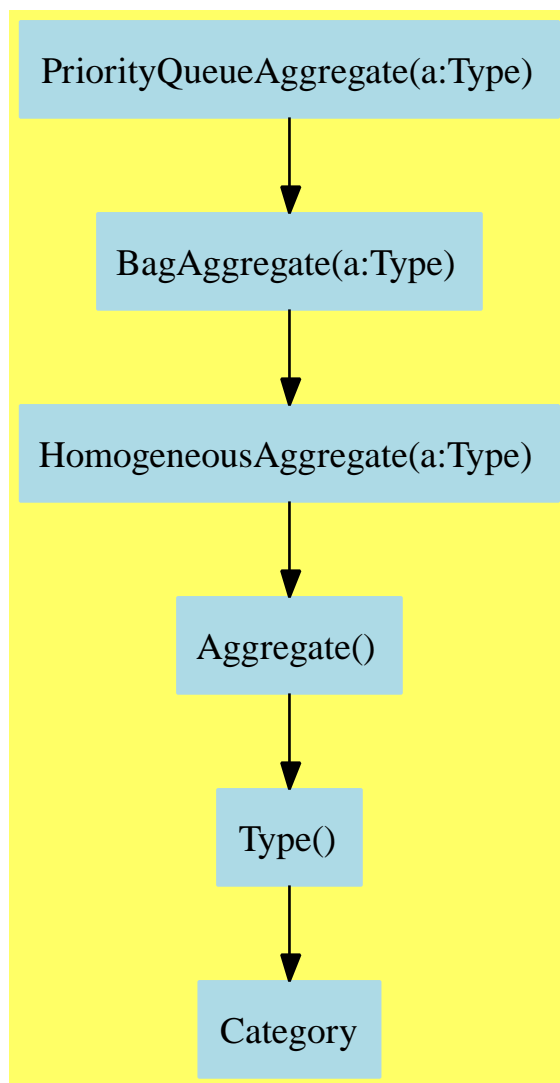 PriorityQueueAggregate(a:Type)
BagAggregate(a:Type)
HomogeneousAggregate(a:Type)
Aggregate()
Type()
Category